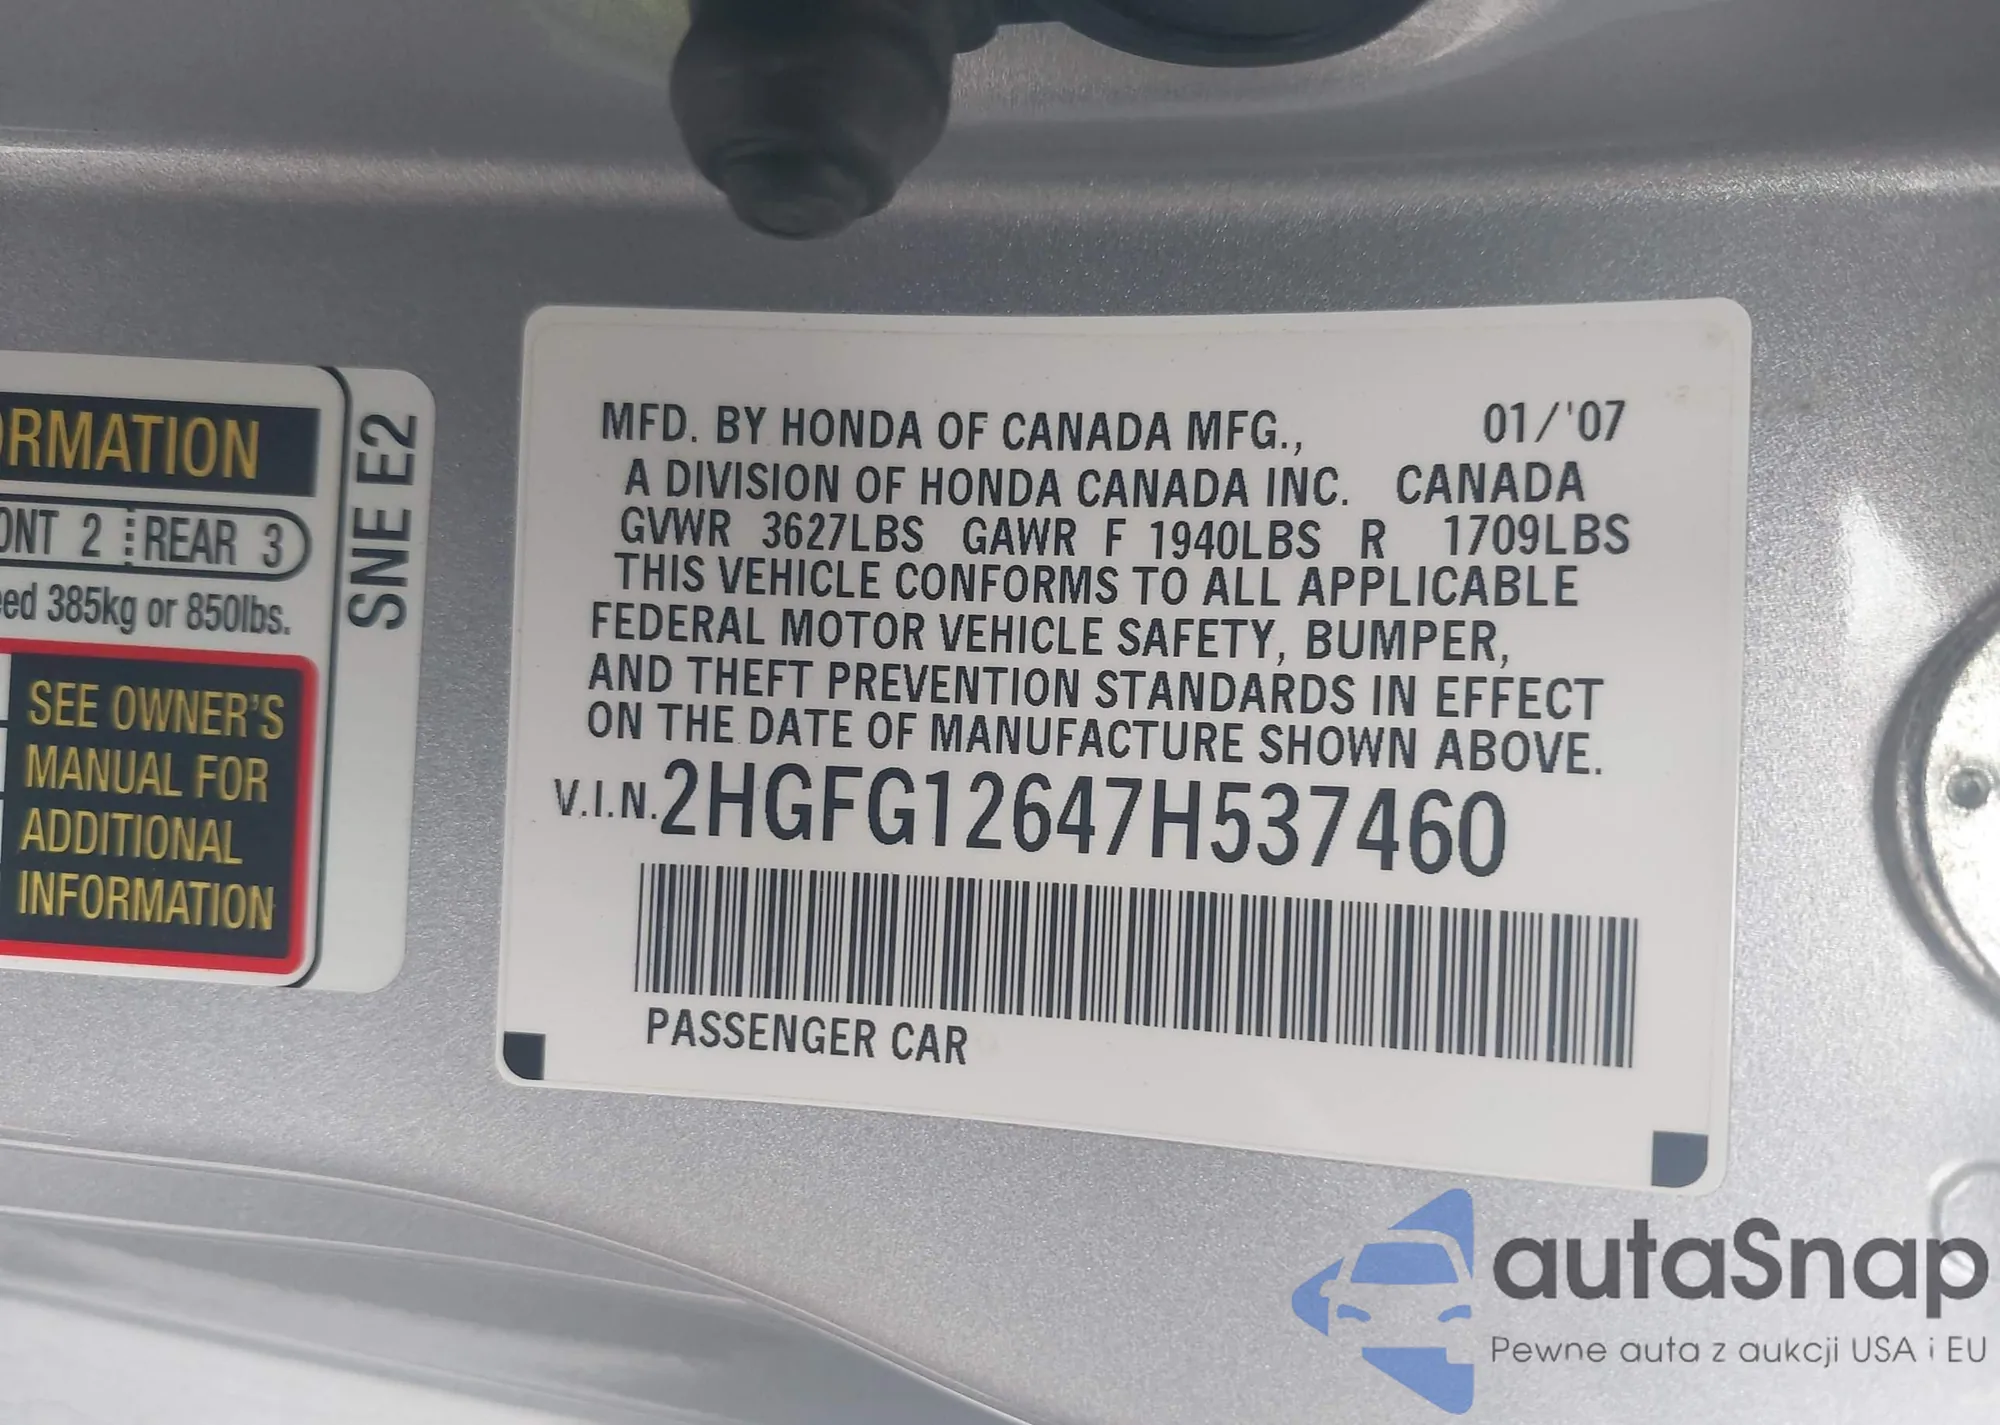 ORMATION
ONT 2 REAR 3
eed 385kg or 850lbs.
SEE OWNER'S
MANUAL FOR
ADDITIONAL
INFORMATION
SNE E2
MFD. BY HONDA OF CANADA MFG., 01/'07
A DIVISION OF HONDA CANADA INC. CANADA
GVWR 3627LBS GAWR F 1940LBS R 1709LBS
THIS VEHICLE CONFORMS TO ALL APPLICABLE
FEDERAL MOTOR VEHICLE SAFETY, BUMPER,
AND THEFT PREVENTION STANDARDS IN EFFECT
ON THE DATE OF MANUFACTURE SHOWN ABOVE.
V.I.N. 2HGFG12647H537460
PASSENGER CAR
autaSnap
Pewne auta z aukcji USA i EU